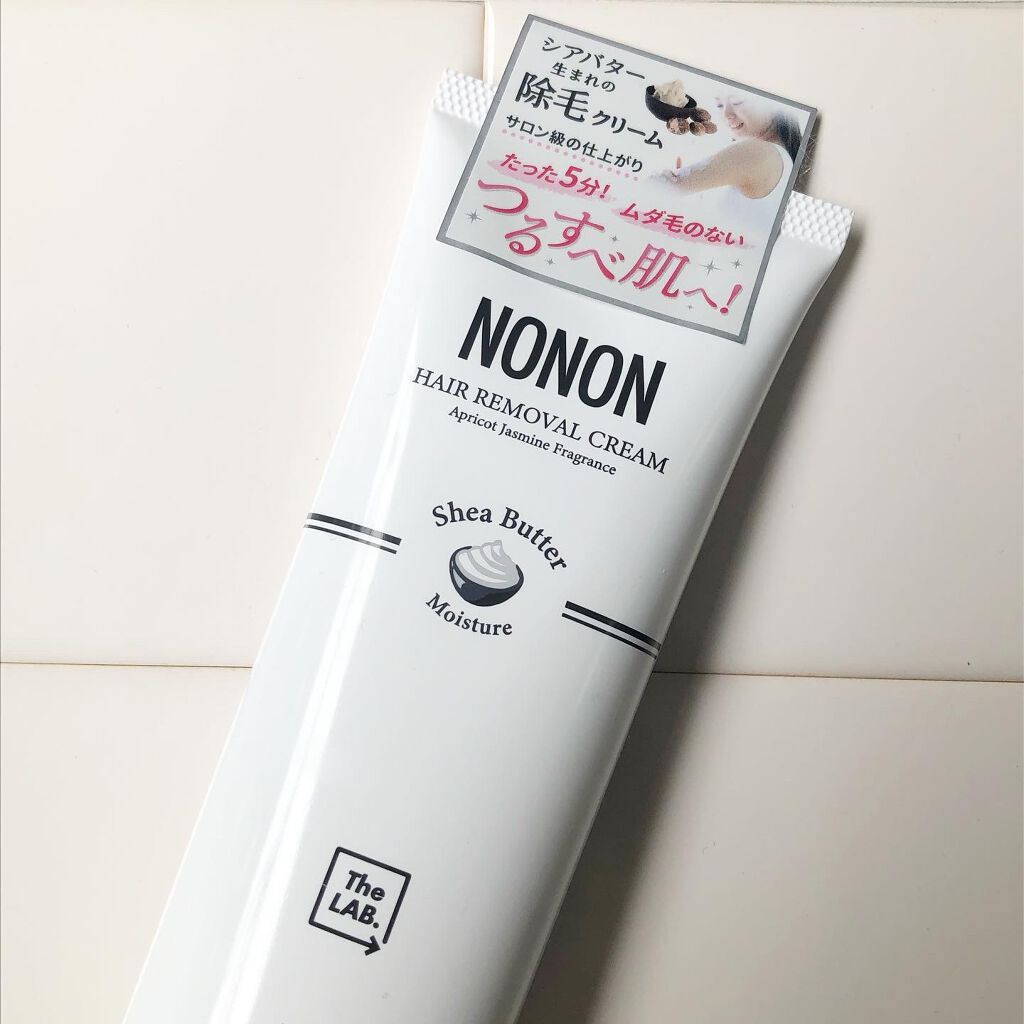 シアバター
生まれの
除毛クリーム
サロン級の仕上がり
たった5分!
ムダ毛のない
つるすべ肌へ!
NONON
HAIR REMOVAL CREAM
Apricot Jasmine Fragrance
Shea Butter
Moisture
The
LAB.